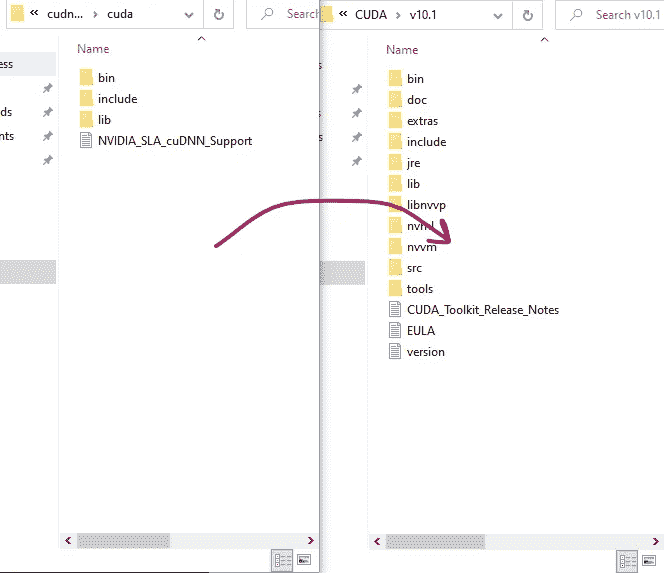 « cudn... > cuda
Search
Name
ess
ds
nts
bin
include
lib
NVIDIA_SLA_cuDNN_Support
« CUDA > v10.1
Search v10.1
Name
s
s
bin
doc
extras
include
jre
lib
libnvvp
nvvm
src
tools
CUDA_Toolkit_Release_Notes
EULA
version